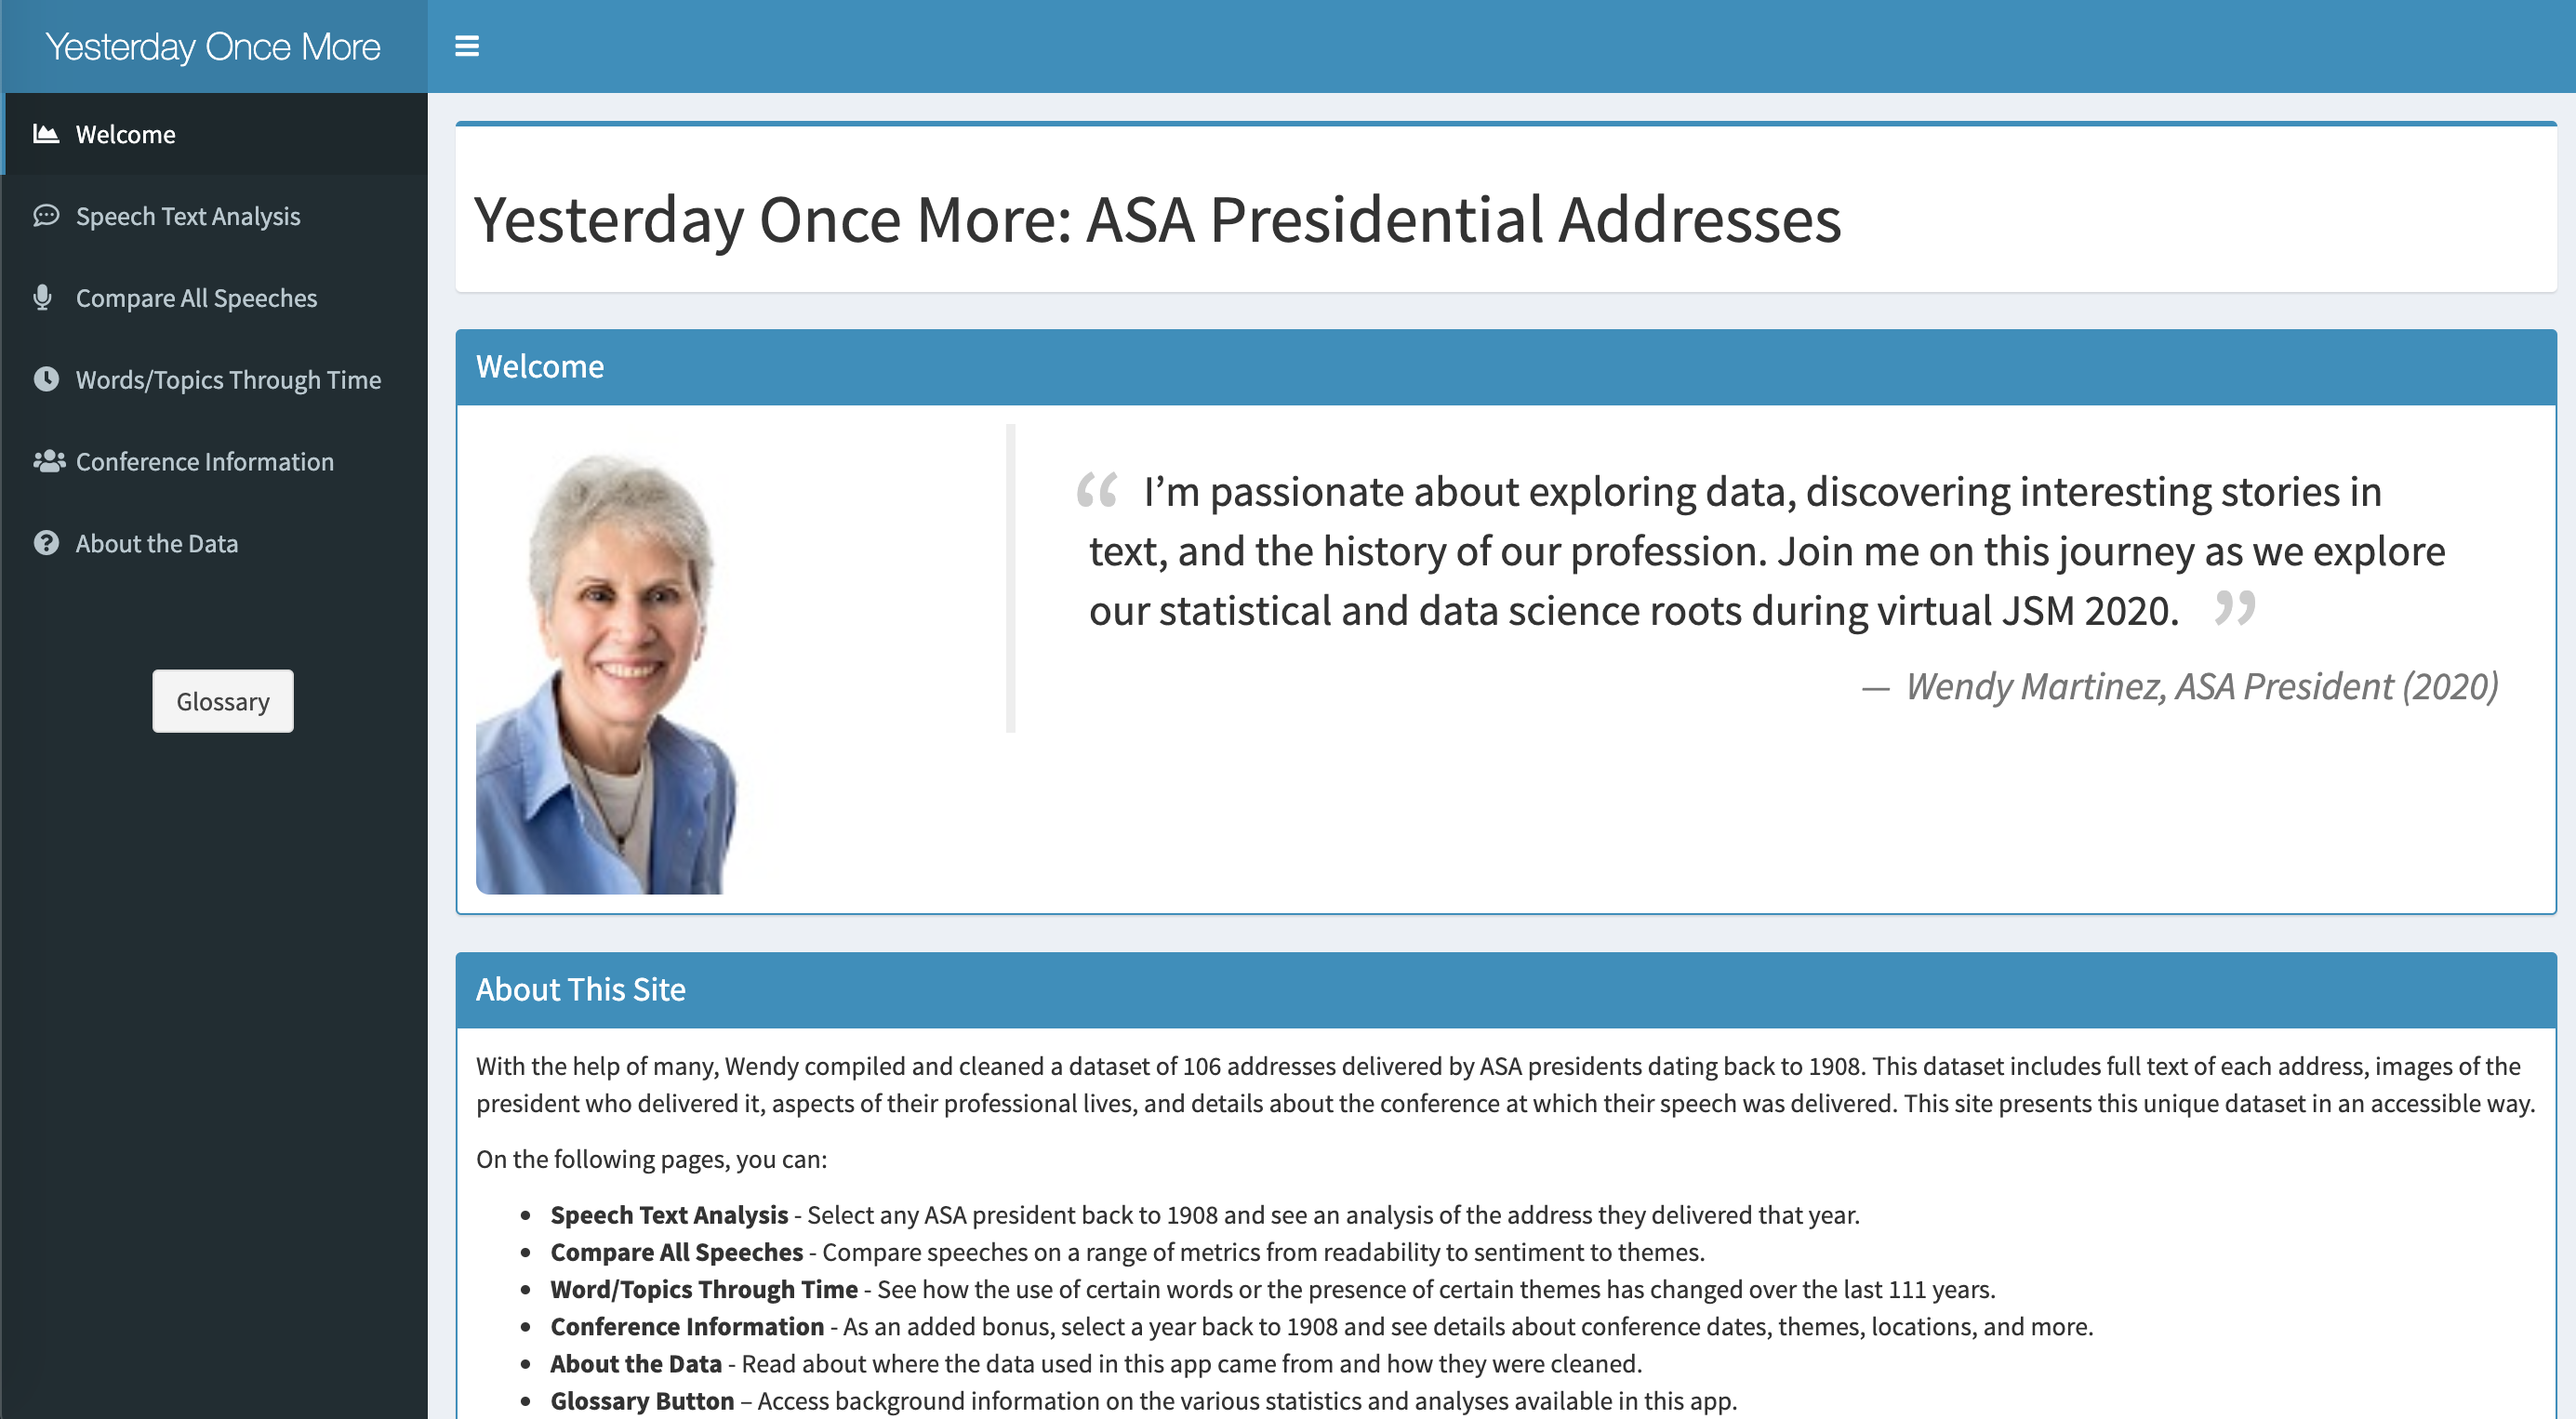 Yesterday Once More
Welcome
Speech Text Analysis
Compare All Speeches
Words/Topics Through Time
Conference Information
About the Data
Glossary
Yesterday Once More: ASA Presidential Addresses
Welcome
“ I’m passionate about exploring data, discovering interesting stories in
text, and the history of our profession. Join me on this journey as we explore
our statistical and data science roots during virtual JSM 2020. ”
— Wendy Martinez, ASA President (2020)
About This Site
With the help of many, Wendy compiled and cleaned a dataset of 106 addresses delivered by ASA presidents dating back to 1908. This dataset includes full text of each address, images of the
president who delivered it, aspects of their professional lives, and details about the conference at which their speech was delivered. This site presents this unique dataset in an accessible way.
On the following pages, you can:
• Speech Text Analysis - Select any ASA president back to 1908 and see an analysis of the address they delivered that year.
• Compare All Speeches - Compare speeches on a range of metrics from readability to sentiment to themes.
• Word/Topics Through Time - See how the use of certain words or the presence of certain themes has changed over the last 111 years.
• Conference Information - As an added bonus, select a year back to 1908 and see details about conference dates, themes, locations, and more.
• About the Data - Read about where the data used in this app came from and how they were cleaned.
• Glossary Button – Access background information on the various statistics and analyses available in this app.